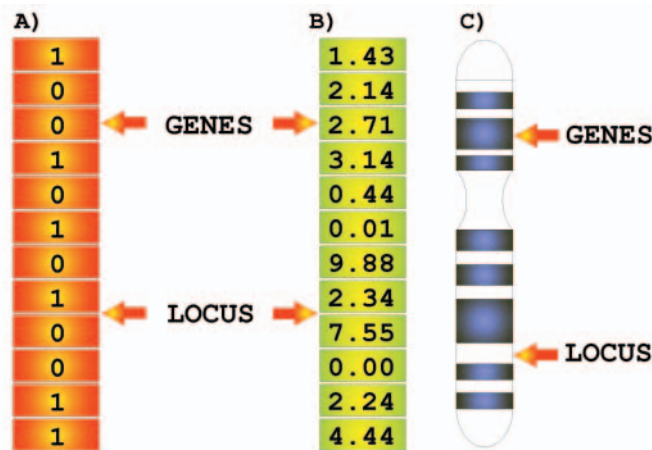 A) B) C)
1 1.43
0 2.14
0 GENES 2.71 GENES
1 3.14
0 0.44
1 0.01
0 9.88
1 2.34
LOCUS
0 7.55
LOCUS
0 0.00
1 2.24
1 4.44